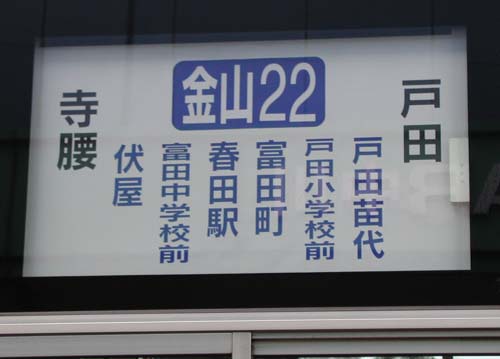 金山22
戸田
戸田苗代
戸田小学校前
富田町
春田駅
富田中学校前
伏屋
寺腰